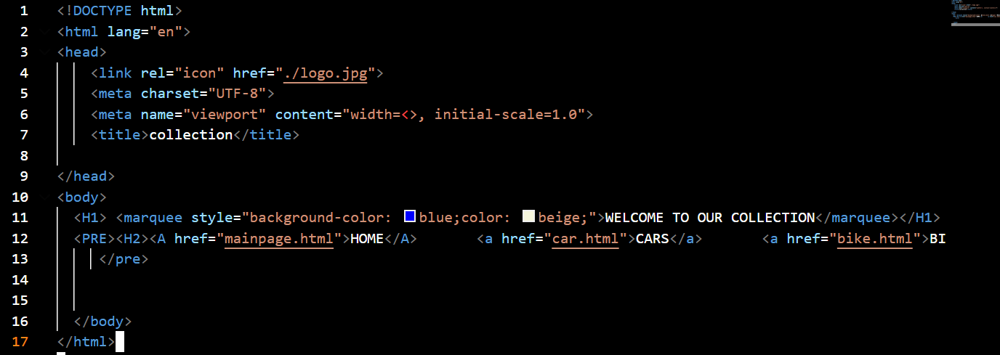 1 <!DOCTYPE html>
2 <html lang="en">
3 <head>
4 <link rel="icon" href="./logo.jpg">
5 <meta charset="UTF-8">
6 <meta name="viewport" content="width=<>, initial-scale=1.0">
7 <title>collection</title>
8
9 </head>
10 <body>
11 <H1> <marquee style="background-color: blue;color: beige;">WELCOME TO OUR COLLECTION</marquee></H1>
12 <PRE><H2><A href="mainpage.html">HOME</A> <a href="car.html">CARS</a> <a href="bike.html">BI
13 </pre>
14
15
16 </body>
17 </html>